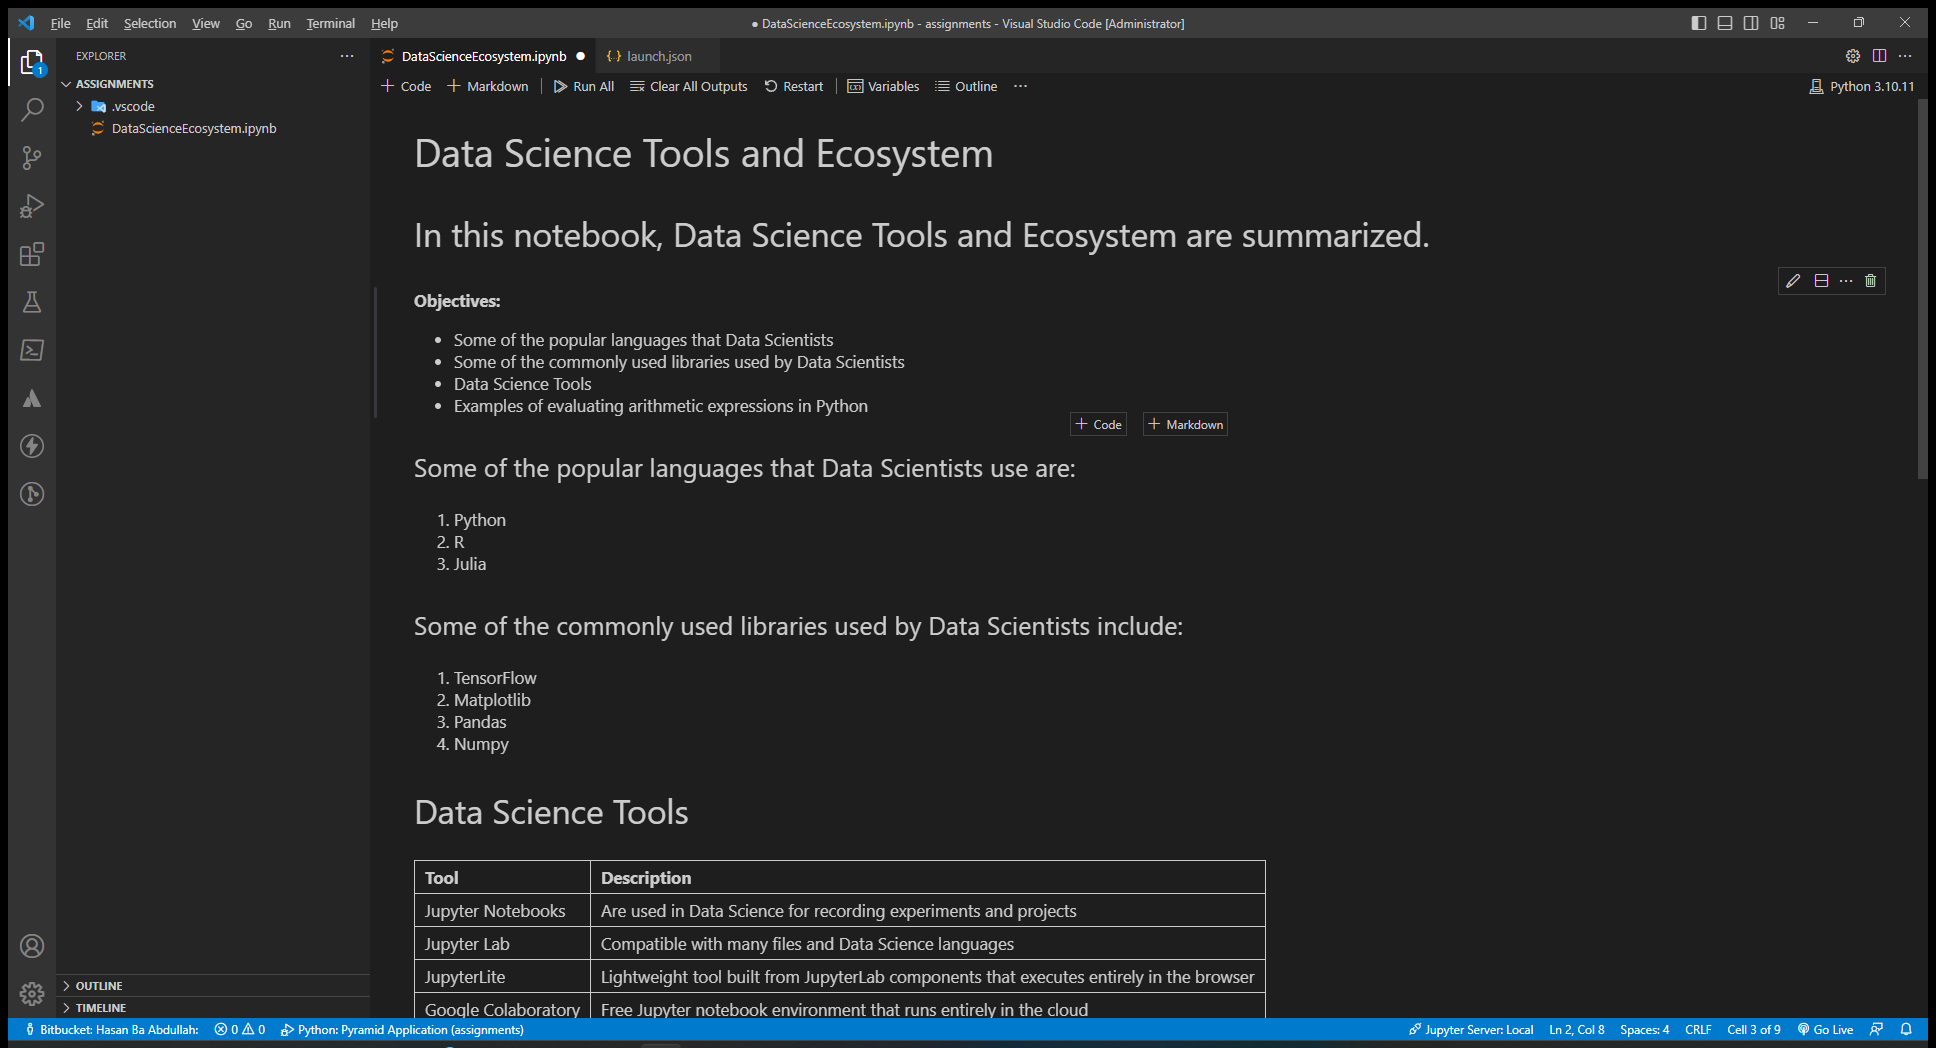 File Edit Selection View Go Run Terminal Help
● DataScienceEcosystem.ipynb - assignments - Visual Studio Code [Administrator]
EXPLORER
1
ASSIGNMENTS
.vscode
DataScienceEcosystem.ipynb
OUTLINE
TIMELINE
DataScienceEcosystem.ipynb ●
{} launch.json
+ Code + Markdown Run All Clear All Outputs Restart Variables Outline ···
Python 3.10.11
Data Science Tools and Ecosystem
In this notebook, Data Science Tools and Ecosystem are summarized.
Objectives:
• Some of the popular languages that Data Scientists
• Some of the commonly used libraries used by Data Scientists
• Data Science Tools
• Examples of evaluating arithmetic expressions in Python
+ Code + Markdown
Some of the popular languages that Data Scientists use are:
1. Python
2. R
3. Julia
Some of the commonly used libraries used by Data Scientists include:
1. TensorFlow
2. Matplotlib
3. Pandas
4. Numpy
Data Science Tools
Tool Description
Jupyter Notebooks Are used in Data Science for recording experiments and projects
Jupyter Lab Compatible with many files and Data Science languages
JupyterLite Lightweight tool built from JupyterLab components that executes entirely in the browser
Google Colaboratory Free Jupyter notebook environment that runs entirely in the cloud
Bitbucket: Hasan Ba Abdullah: 0 0 Python: Pyramid Application (assignments) Jupyter Server: Local Ln 2, Col 8 Spaces: 4 CRLF Cell 3 of 9 Go Live